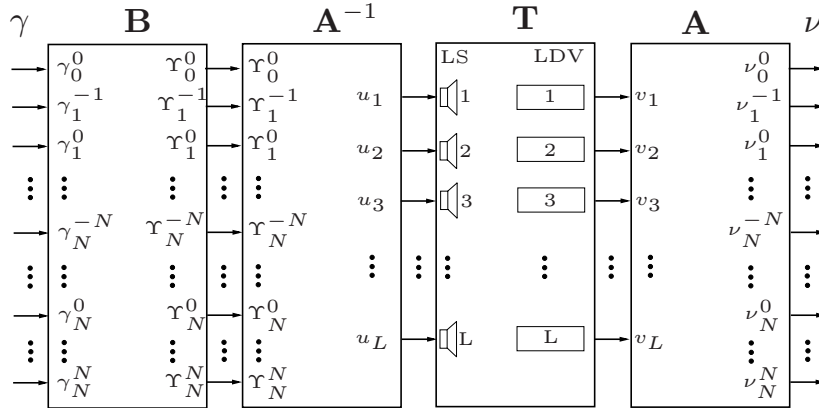 γ B A^{-1} T A ν
LS LDV
γ_0^0 Υ_0^0 Υ_0^0 ν_0^0
u_1 1 1 v_1
γ_1^{-1} Υ_1^{-1} Υ_1^{-1} ν_1^{-1}
γ_1^0 Υ_1^0 Υ_1^0 u_2 2 2 v_2 ν_1^0
u_3 3 3 v_3
γ_N^{-N} Υ_N^{-N} Υ_N^{-N} ν_N^{-N}
γ_N^0 Υ_N^0 Υ_N^0 ν_N^0
u_L L L v_L
γ_N^N Υ_N^N Υ_N^N ν_N^N